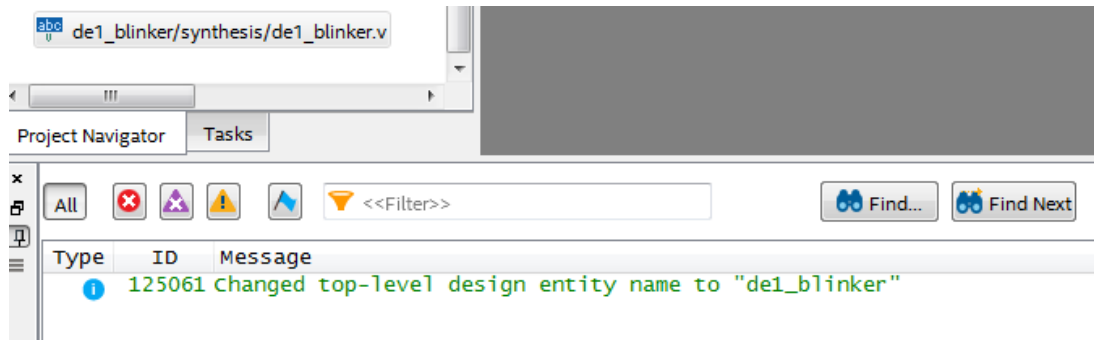 abc de1_blinker/synthesis/de1_blinker.v
Project Navigator Tasks
All <<Filter>> Find... Find Next
Type ID Message
125061 Changed top-level design entity name to "de1_blinker"